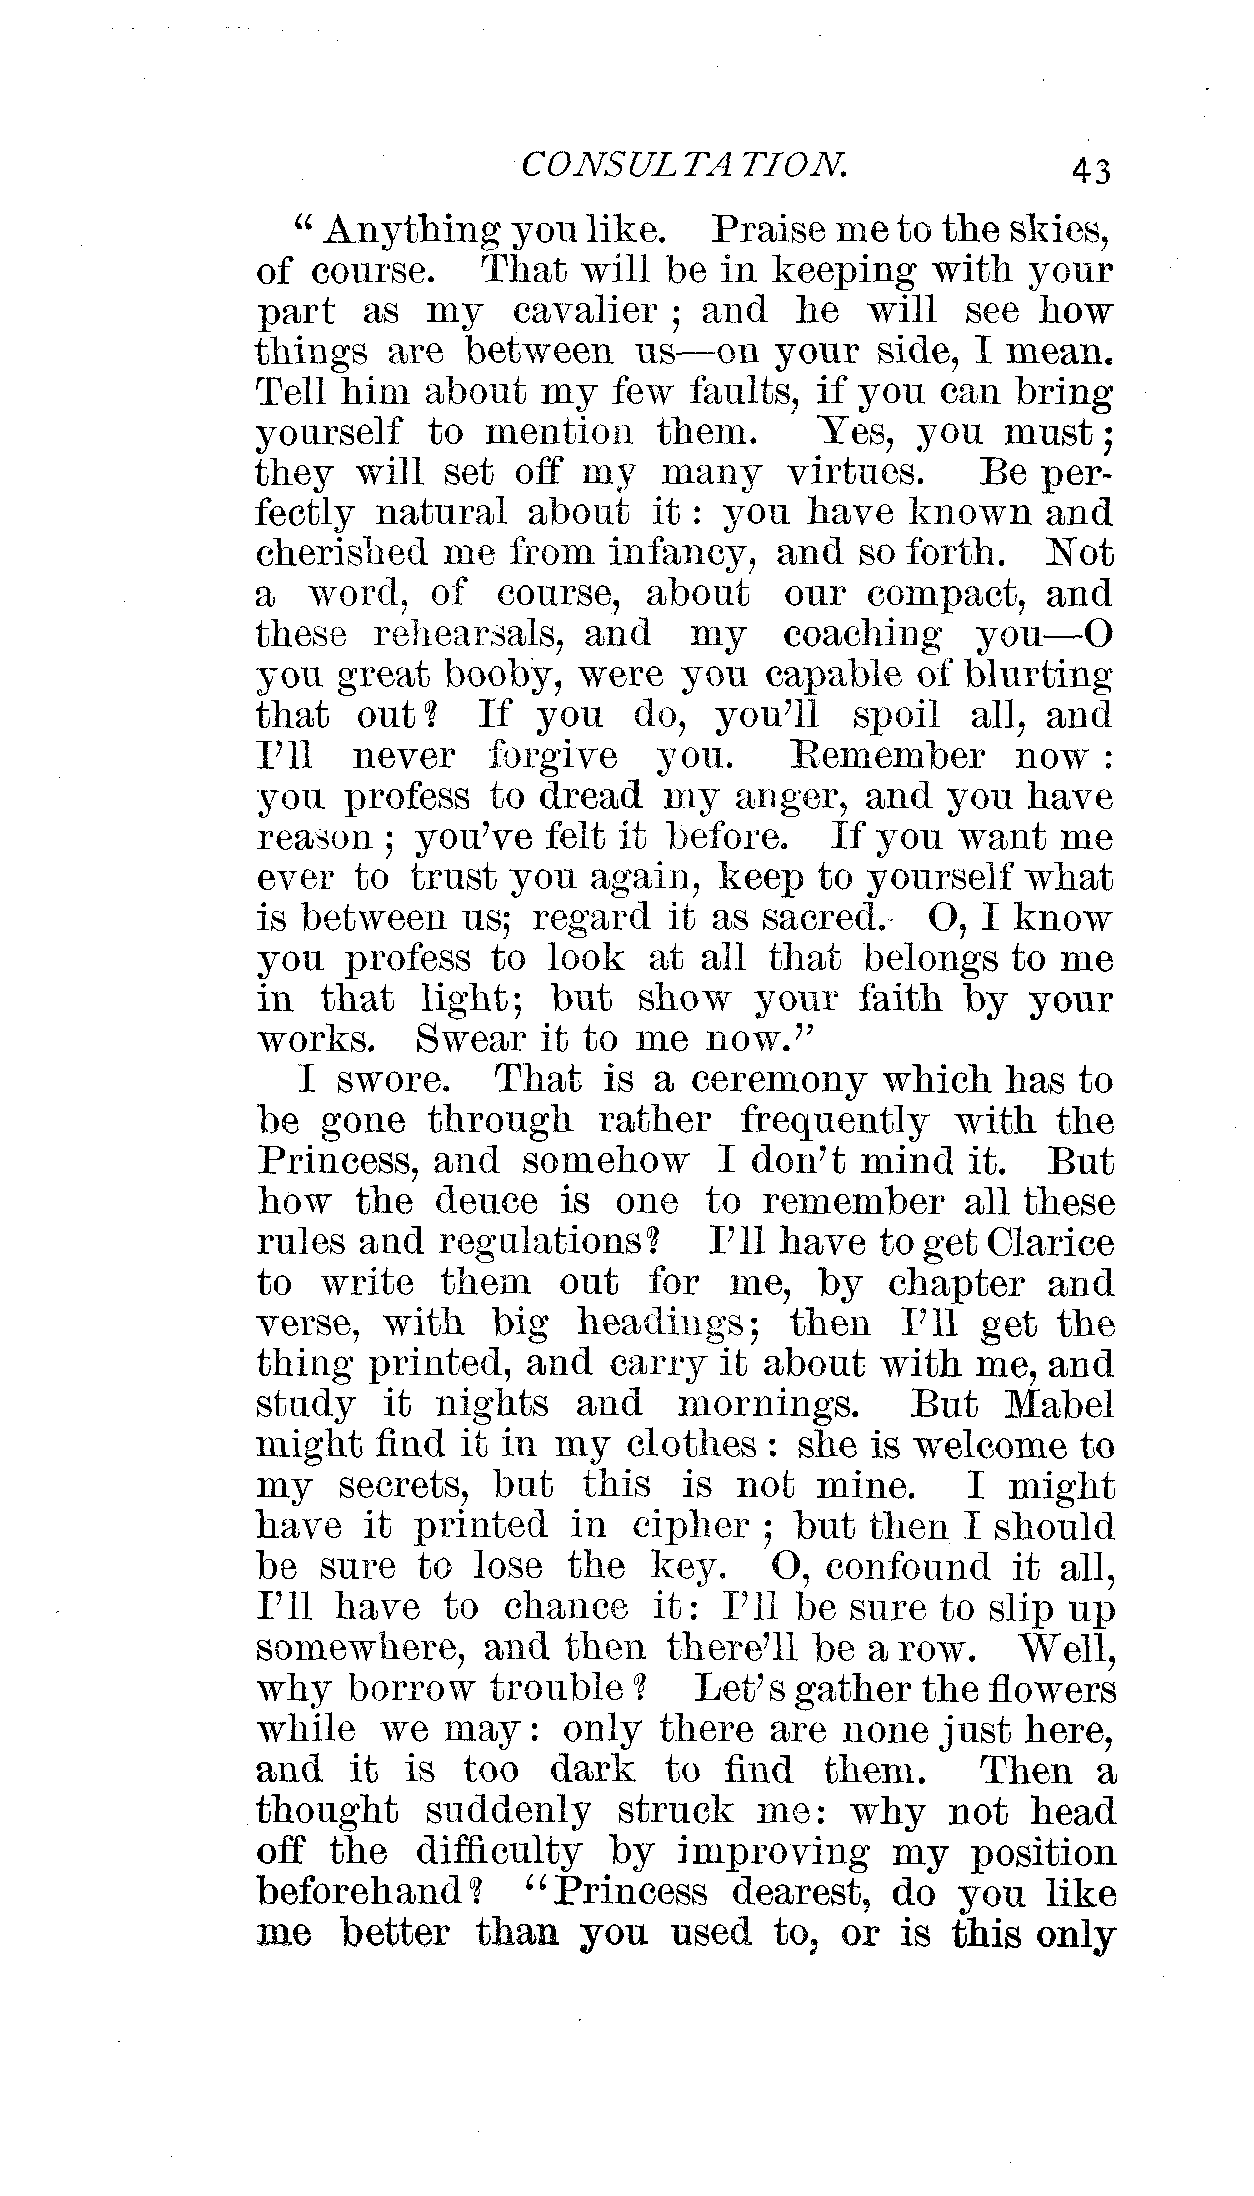 CONSULTATION. 43
“Anything you like. Praise me to the skies,
of course. That will be in keeping with your
part as my cavalier; and he will see how
things are between us—on your side, I mean.
Tell him about my few faults, if you can bring
yourself to mention them. Yes, you must;
they will set off my many virtues. Be per-
fectly natural about it: you have known and
cherished me from infancy, and so forth. Not
a word, of course, about our compact, and
these rehearsals, and my coaching you—O
you great booby, were you capable of blurting
that out? If you do, you’ll spoil all, and
I’ll never forgive you. Remember now:
you profess to dread my anger, and you have
reason; you’ve felt it before. If you want me
ever to trust you again, keep to yourself what
is between us; regard it as sacred. O, I know
you profess to look at all that belongs to me
in that light; but show your faith by your
works. Swear it to me now.”
I swore. That is a ceremony which has to
be gone through rather frequently with the
Princess, and somehow I don’t mind it. But
how the deuce is one to remember all these
rules and regulations? I’ll have to get Clarice
to write them out for me, by chapter and
verse, with big headings; then I’ll get the
thing printed, and carry it about with me, and
study it nights and mornings. But Mabel
might find it in my clothes: she is welcome to
my secrets, but this is not mine. I might
have it printed in cipher; but then I should
be sure to lose the key. O, confound it all,
I’ll have to chance it: I’ll be sure to slip up
somewhere, and then there’ll be a row. Well,
why borrow trouble? Let’s gather the flowers
while we may: only there are none just here,
and it is too dark to find them. Then a
thought suddenly struck me: why not head
off the difficulty by improving my position
beforehand? “Princess dearest, do you like
me better than you used to, or is this only